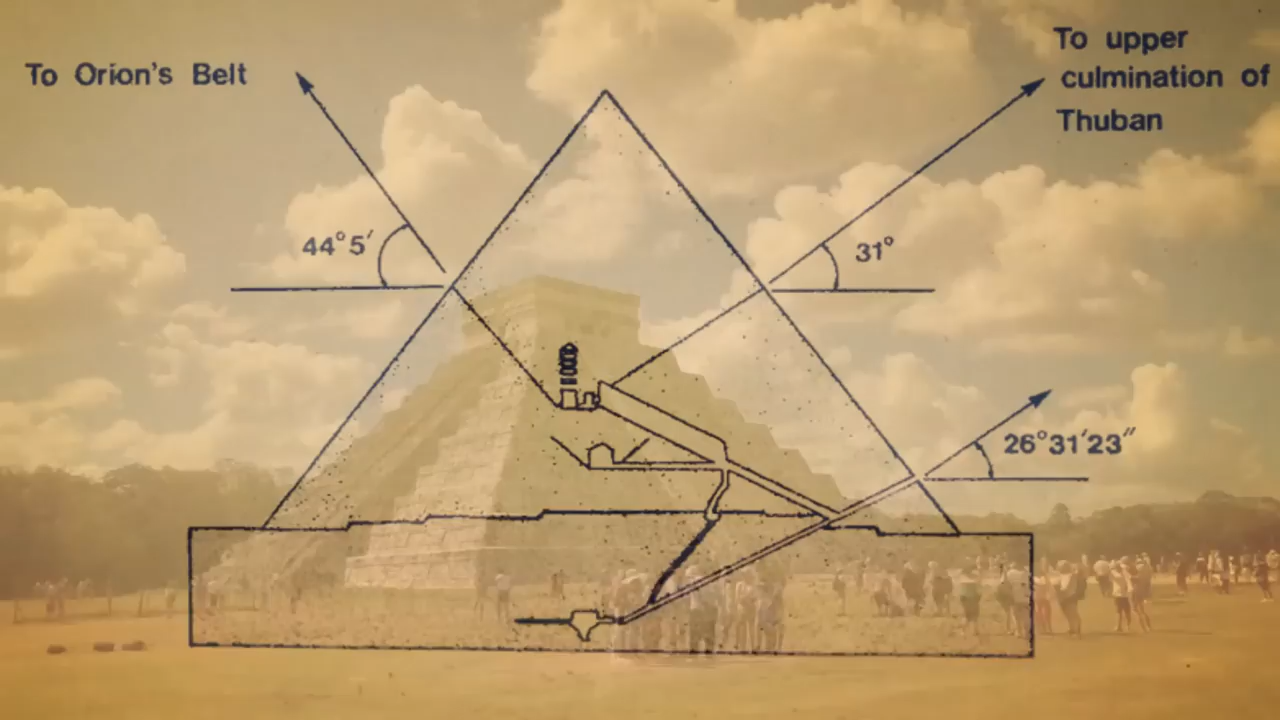 To Orion's Belt
To upper
culmination of
Thuban
44°5′
31°
26°31′23″